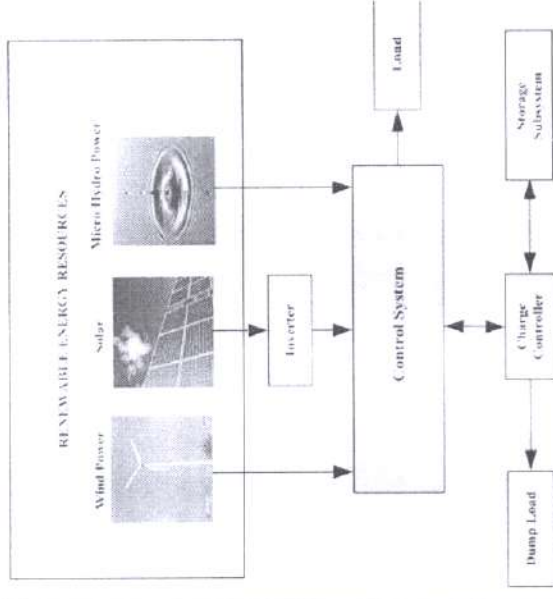 RENEWABLE ENERGY RESOURCES
Wind Power
Solar
Micro Hydro Power
Inverter
Control System
Load
Charge
Controller
Storage
Subsystem
Dump Load